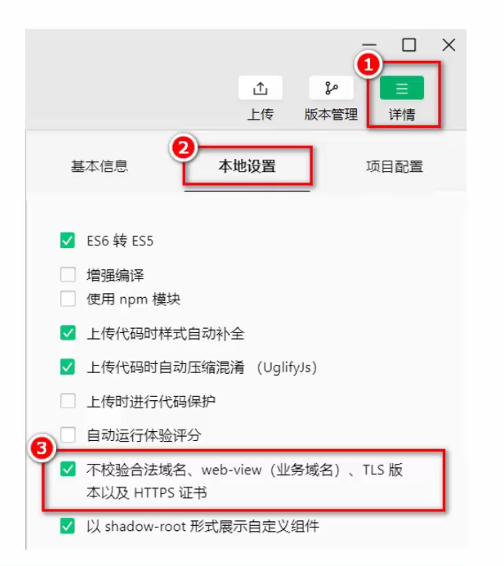 1
上传
版本管理
详情
2
基本信息
本地设置
项目配置
ES6 转 ES5
增强编译
使用 npm 模块
上传代码时样式自动补全
上传代码时自动压缩混淆 （UglifyJs）
上传时进行代码保护
自动运行体验评分
3
不校验合法域名、web-view（业务域名）、TLS 版
本以及 HTTPS 证书
以 shadow-root 形式展示自定义组件